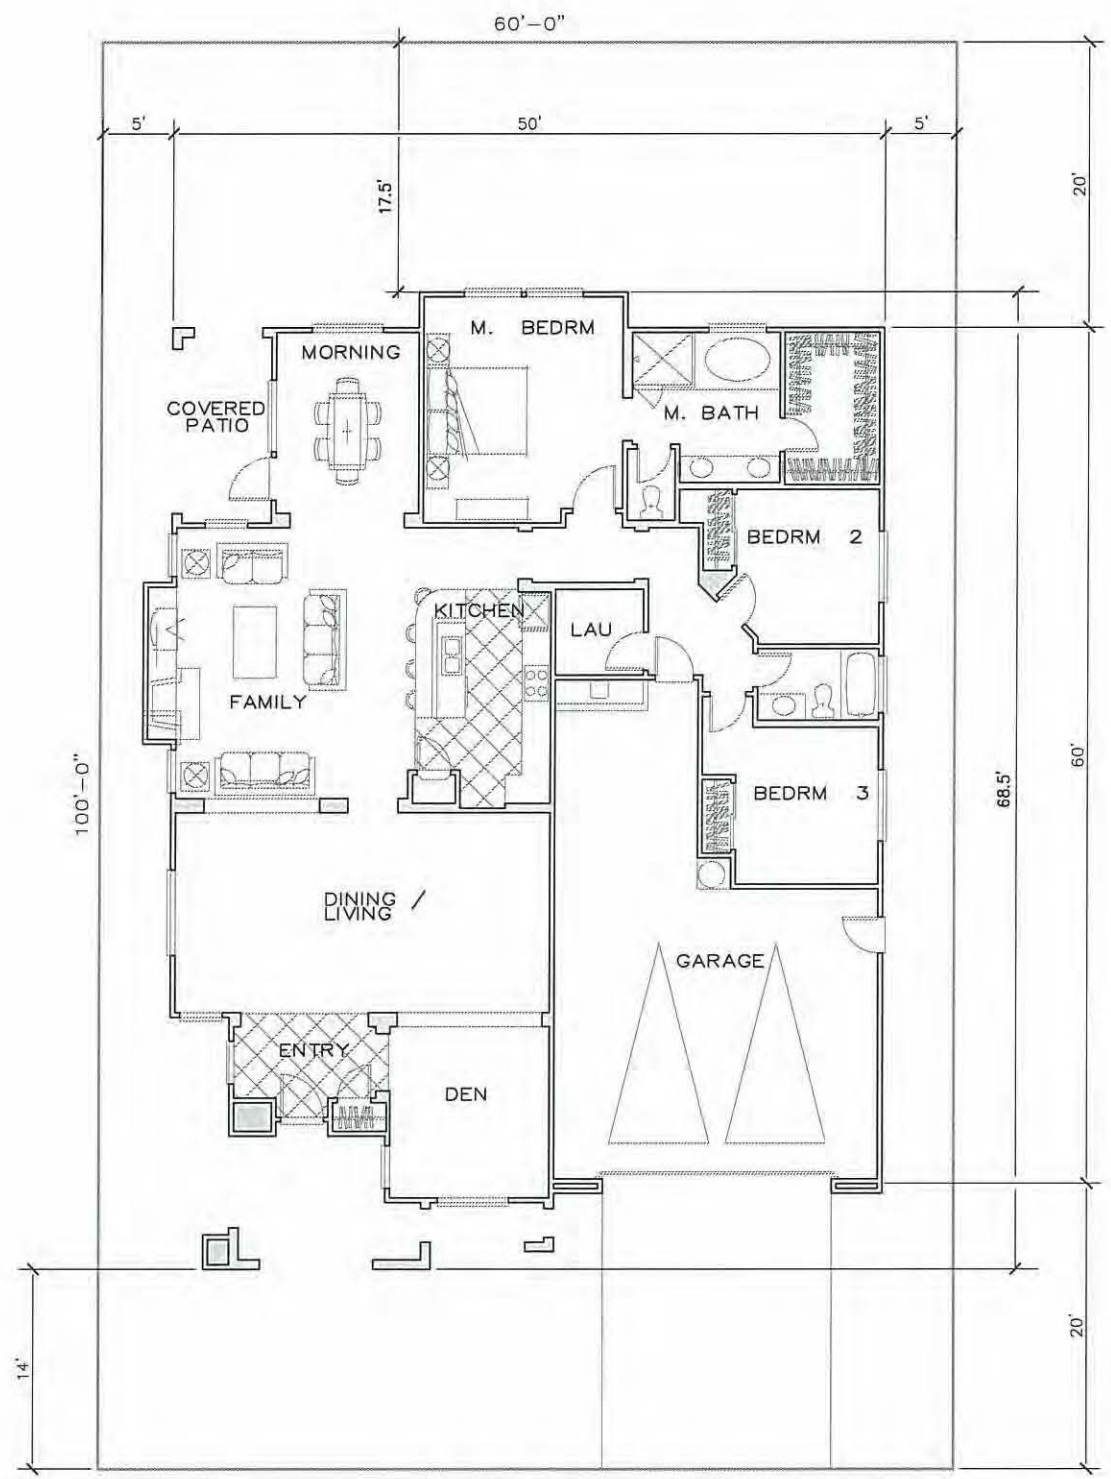 60'-0"
5'
50'
5'
17.5'
20'
M. BEDRM
MORNING
COVERED
PATIO
M. BATH
BEDRM 2
KITCHEN
LAU
FAMILY
100'-0"
60'
68.5'
BEDRM 3
DINING /
LIVING
GARAGE
ENTRY
DEN
20'
14'